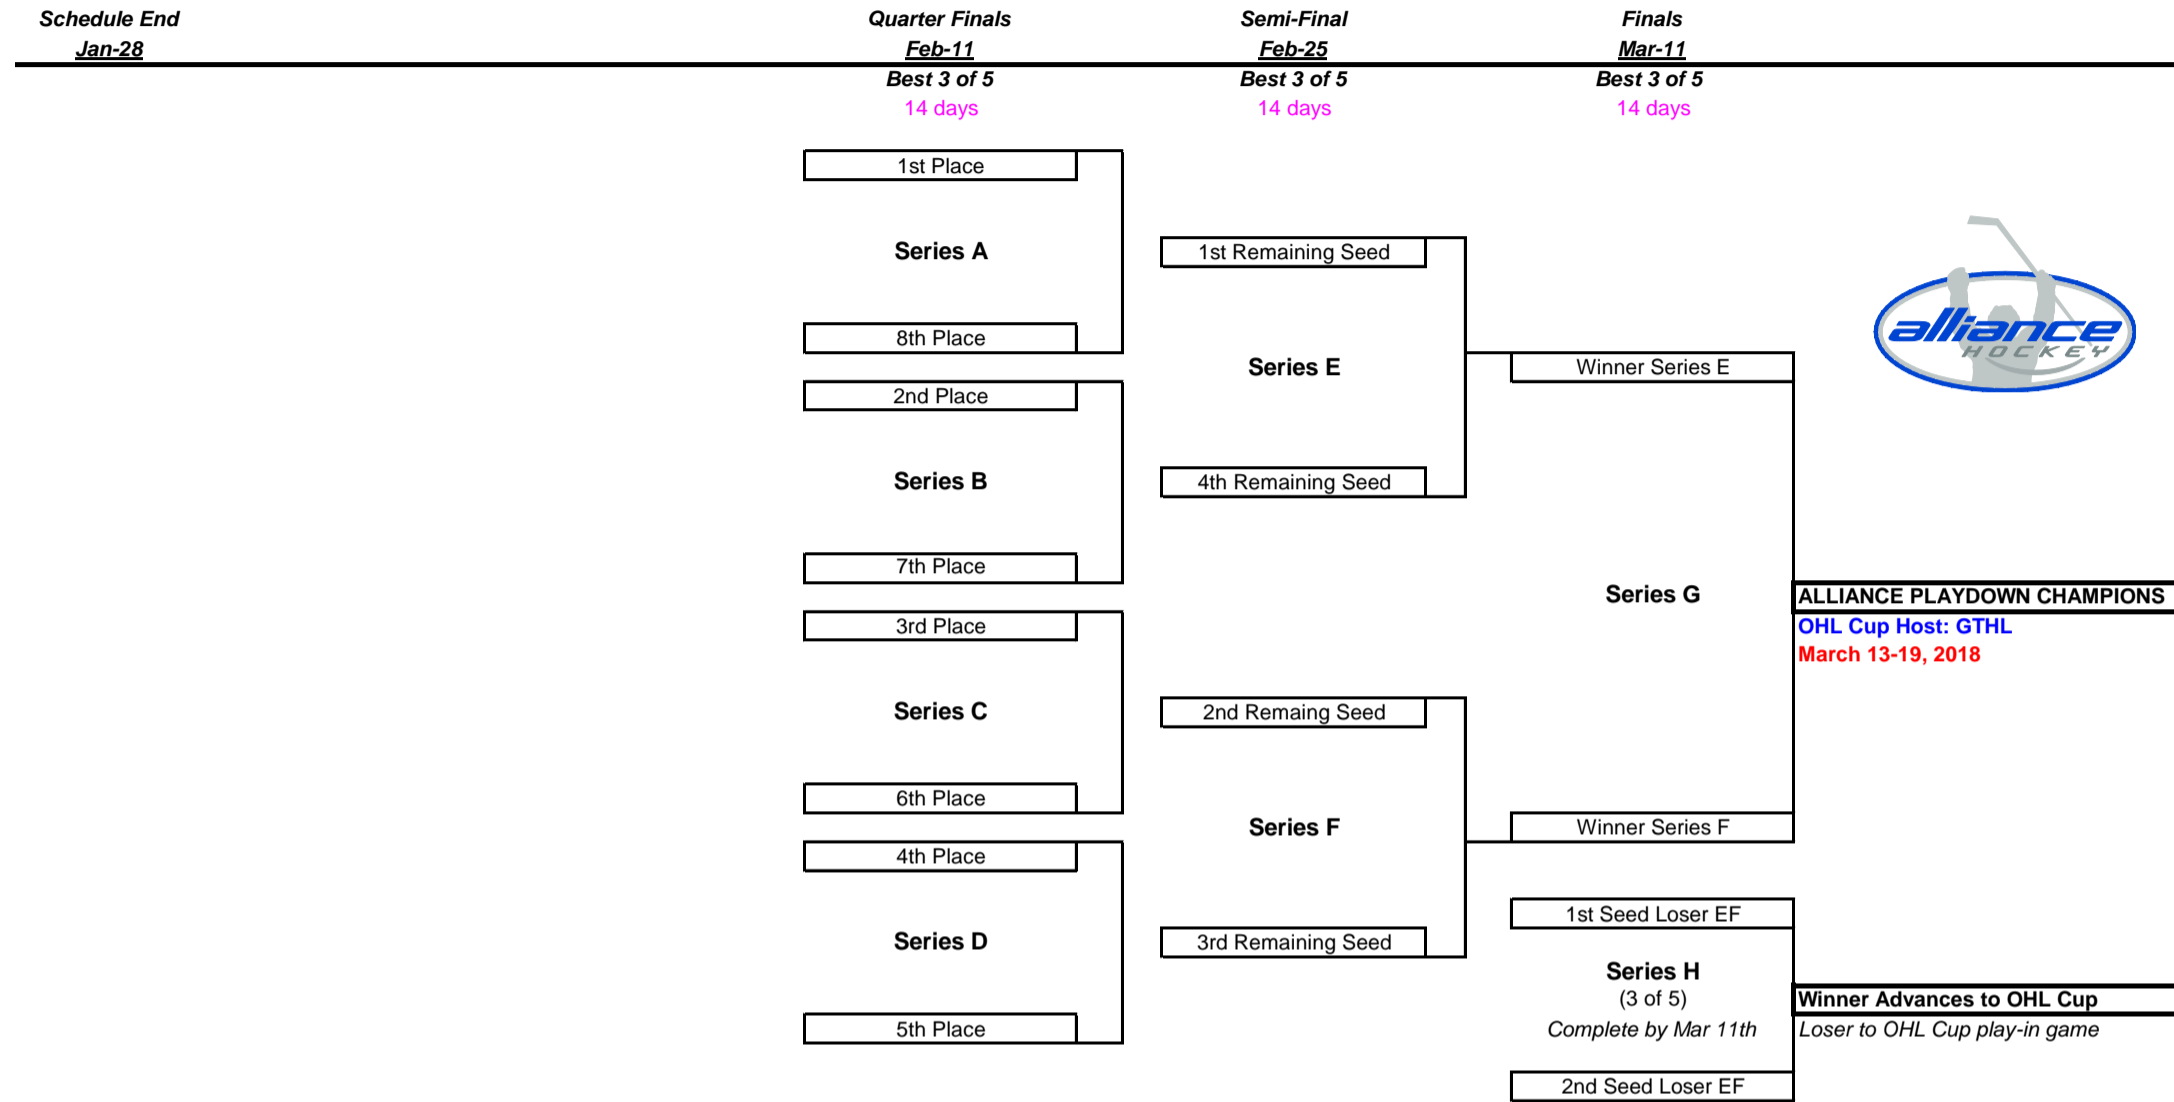 Schedule End
Jan-28
Quarter Finals
Feb-11
Best 3 of 5
14 days
Semi-Final
Feb-25
Best 3 of 5
14 days
Finals
Mar-11
Best 3 of 5
14 days
1st Place
Series A
8th Place
2nd Place
Series B
7th Place
3rd Place
Series C
6th Place
4th Place
Series D
5th Place
1st Remaining Seed
Series E
4th Remaining Seed
2nd Remaing Seed
Series F
3rd Remaining Seed
Winner Series E
Series G
Winner Series F
1st Seed Loser EF
Series H
(3 of 5)
Complete by Mar 11th
2nd Seed Loser EF
alliance
HOCKEY
ALLIANCE PLAYDOWN CHAMPIONS
OHL Cup Host: GTHL
March 13-19, 2018
Winner Advances to OHL Cup
Loser to OHL Cup play-in game